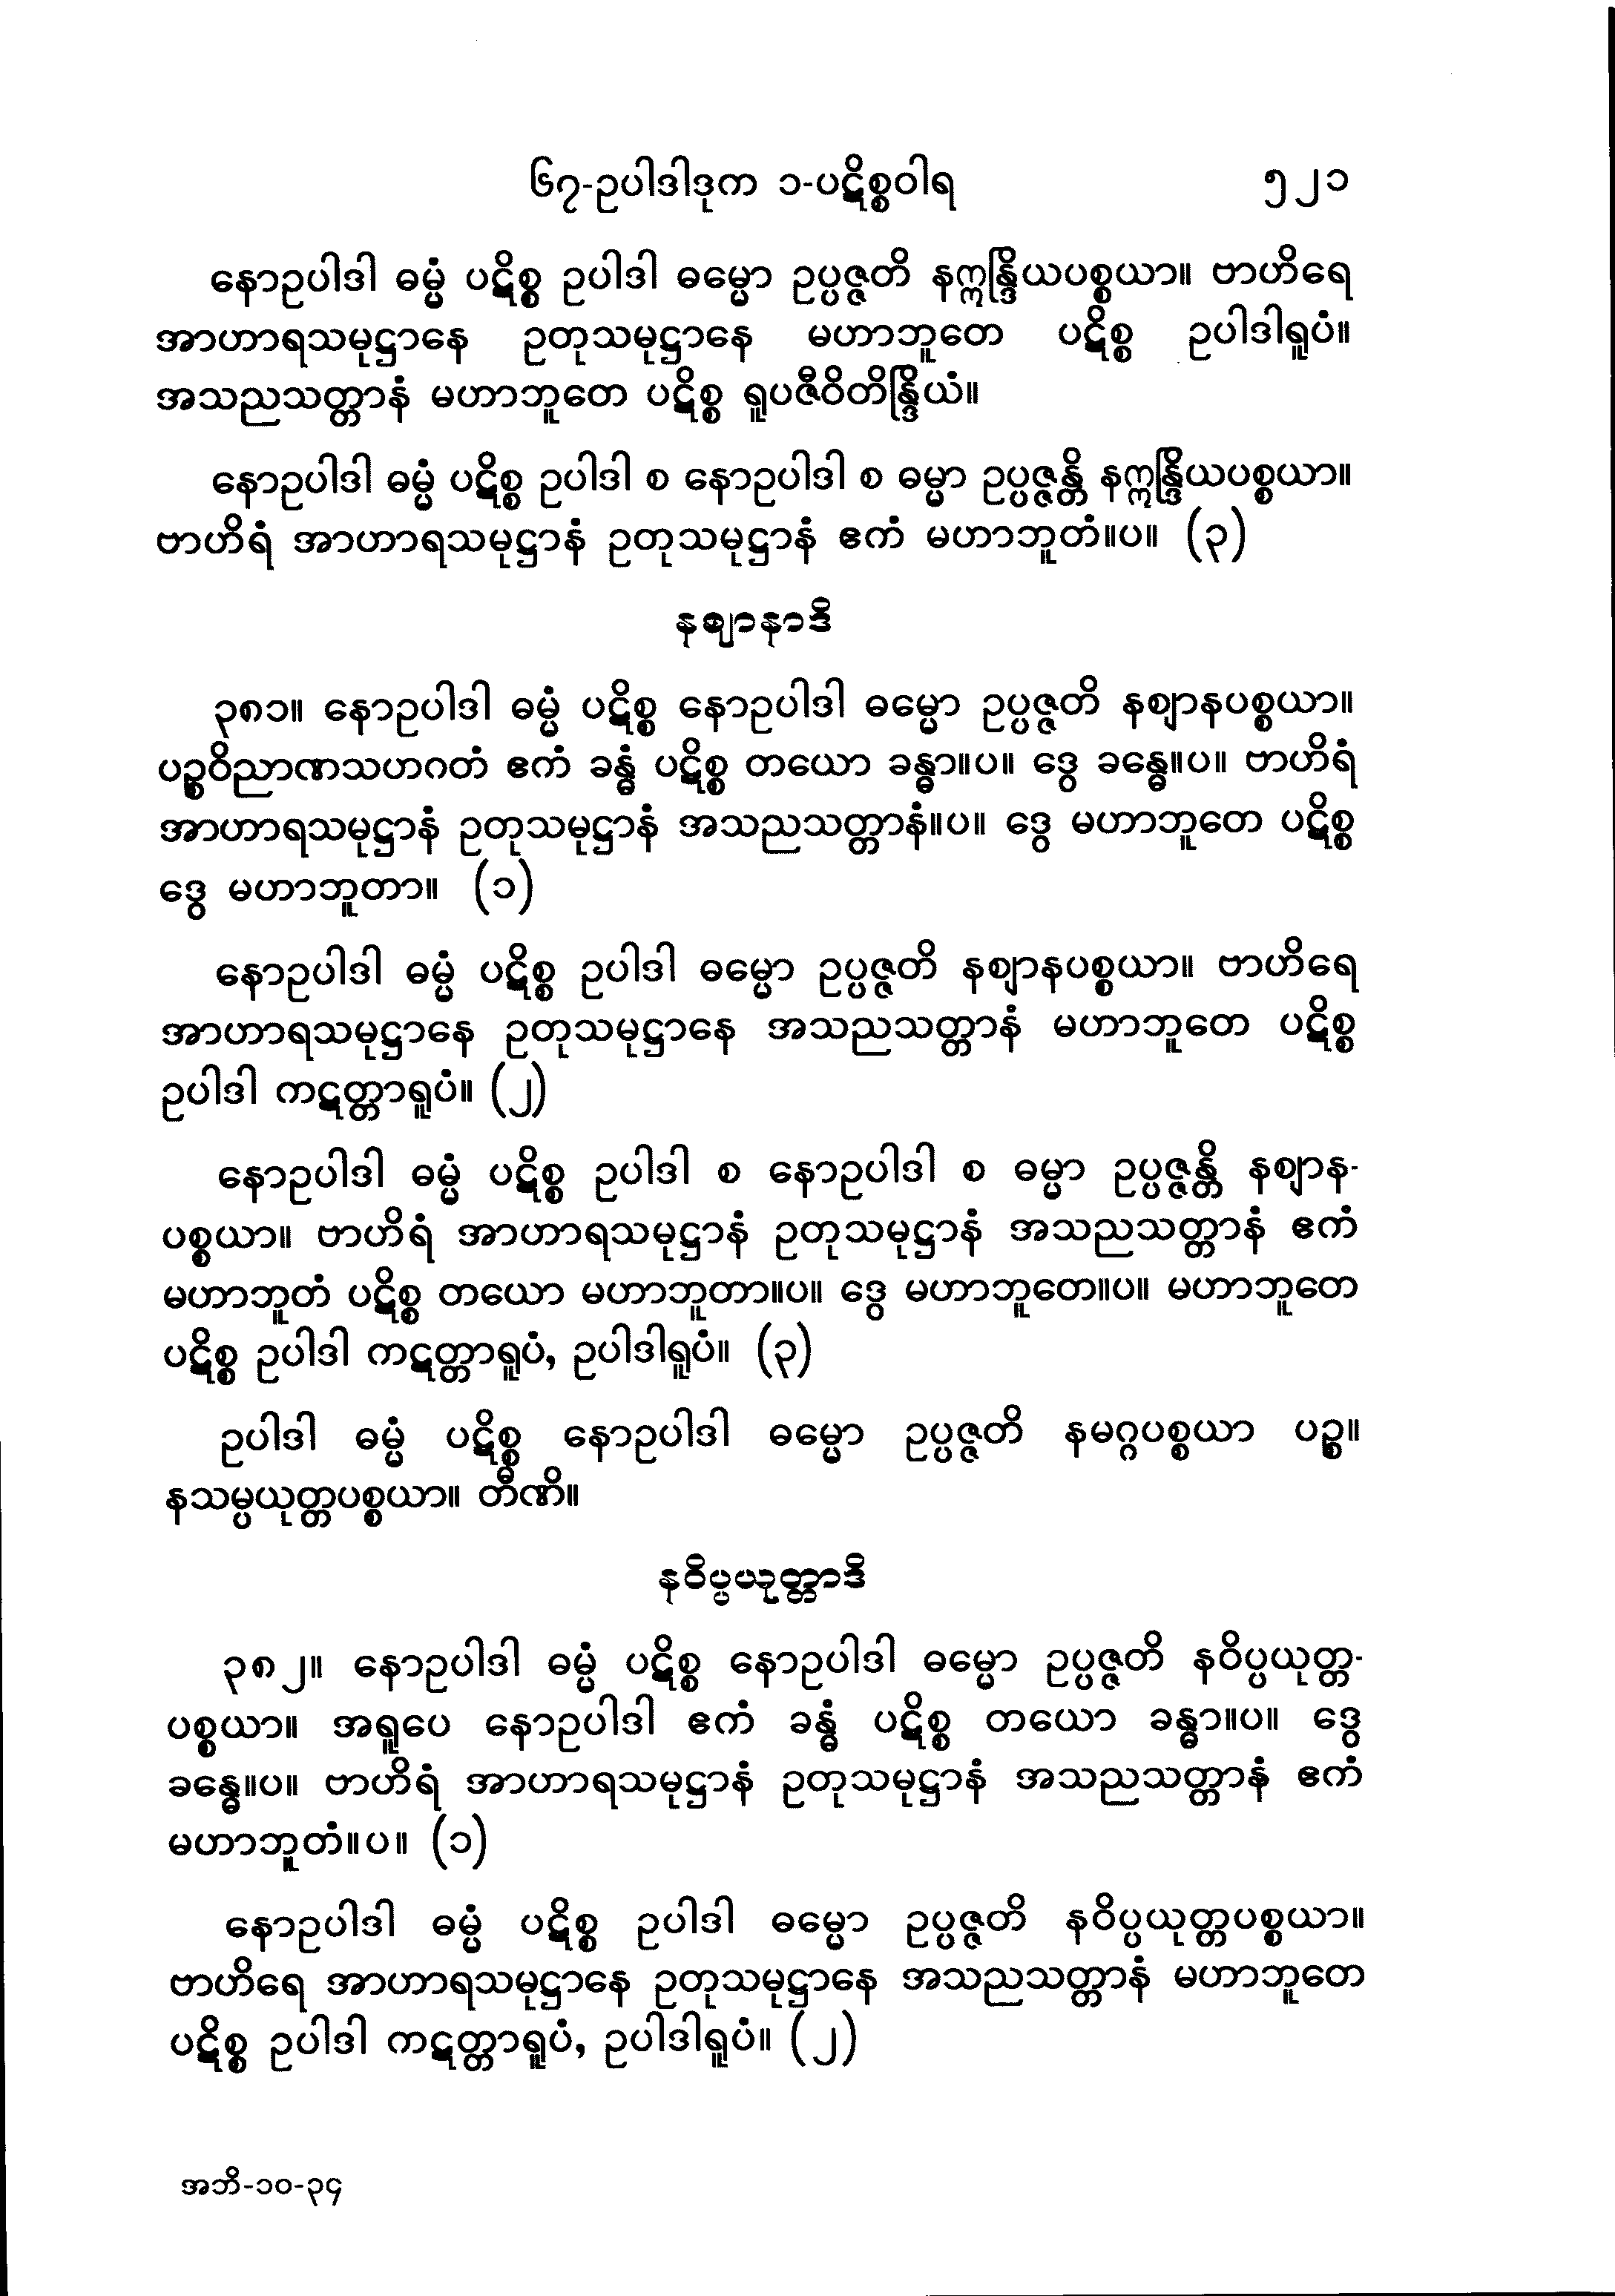 ၆၇-ဥပါဒါဒုက ၁-ပဋိစ္စဝါရ ၅၂၁
နောဥပါဒါ ဓမ္မံ ပဋိစ္စ ဥပါဒါ ဓမ္မော ဥပ္ပဇ္ဇတိ နဣန္ဒြိယပစ္စယာ။ ဗာဟိရေ
အာဟာရသမုဋ္ဌာနေ ဥတုသမုဋ္ဌာနေ မဟာဘူတေ ပဋိစ္စ ဥပါဒါရူပံ။
အသညသတ္တာနံ မဟာဘူတေ ပဋိစ္စ ရူပဇီဝိတိန္ဒြိယံ။
နောဥပါဒါ ဓမ္မံ ပဋိစ္စ ဥပါဒါ စ နောဥပါဒါ စ ဓမ္မာ ဥပ္ပဇ္ဇန္တိ နဣန္ဒြိယပစ္စယာ။
ဗာဟိရံ အာဟာရသမုဋ္ဌာနံ ဥတုသမုဋ္ဌာနံ ဧကံ မဟာဘူတံ။ပ။ (၃)
နဈာနာဒိ
၃၈၁။ နောဥပါဒါ ဓမ္မံ ပဋိစ္စ နောဥပါဒါ ဓမ္မော ဥပ္ပဇ္ဇတိ နဈာနပစ္စယာ။
ပဉ္စဝိညာဏသဟဂတံ ဧကံ ခန္ဓံ ပဋိစ္စ တယော ခန္ဓာ။ပ။ ဒွေ ခန္ဓေ။ပ။ ဗာဟိရံ
အာဟာရသမုဋ္ဌာနံ ဥတုသမုဋ္ဌာနံ အသညသတ္တာနံ။ပ။ ဒွေ မဟာဘူတေ ပဋိစ္စ
ဒွေ မဟာဘူတာ။ (၁)
နောဥပါဒါ ဓမ္မံ ပဋိစ္စ ဥပါဒါ ဓမ္မော ဥပ္ပဇ္ဇတိ နဈာနပစ္စယာ။ ဗာဟိရေ
အာဟာရသမုဋ္ဌာနေ ဥတုသမုဋ္ဌာနေ အသညသတ္တာနံ မဟာဘူတေ ပဋိစ္စ
ဥပါဒါ ကဋတ္တာရူပံ။ (၂)
နောဥပါဒါ ဓမ္မံ ပဋိစ္စ ဥပါဒါ စ နောဥပါဒါ စ ဓမ္မာ ဥပ္ပဇ္ဇန္တိ နဈာန-
ပစ္စယာ။ ဗာဟိရံ အာဟာရသမုဋ္ဌာနံ ဥတုသမုဋ္ဌာနံ အသညသတ္တာနံ ဧကံ
မဟာဘူတံ ပဋိစ္စ တယော မဟာဘူတာ။ပ။ ဒွေ မဟာဘူတေ။ပ။ မဟာဘူတေ
ပဋိစ္စ ဥပါဒါ ကဋတ္တာရူပံ, ဥပါဒါရူပံ။ (၃)
ဥပါဒါ ဓမ္မံ ပဋိစ္စ နောဥပါဒါ ဓမ္မော ဥပ္ပဇ္ဇတိ နမဂ္ဂပစ္စယာ ပဉ္စ။
နသမ္ပယုတ္တပစ္စယာ။ တီဏိ။
နဝိပ္ပယုတ္တာဒိ
၃၈၂။ နောဥပါဒါ ဓမ္မံ ပဋိစ္စ နောဥပါဒါ ဓမ္မော ဥပ္ပဇ္ဇတိ နဝိပ္ပယုတ္တ-
ပစ္စယာ။ အရူပေ နောဥပါဒါ ဧကံ ခန္ဓံ ပဋိစ္စ တယော ခန္ဓာ။ပ။ ဒွေ
ခန္ဓေ။ပ။ ဗာဟိရံ အာဟာရသမုဋ္ဌာနံ ဥတုသမုဋ္ဌာနံ အသညသတ္တာနံ ဧကံ
မဟာဘူတံ။ပ။ (၁)
နောဥပါဒါ ဓမ္မံ ပဋိစ္စ ဥပါဒါ ဓမ္မော ဥပ္ပဇ္ဇတိ နဝိပ္ပယုတ္တပစ္စယာ။
ဗာဟိရေ အာဟာရသမုဋ္ဌာနေ ဥတုသမုဋ္ဌာနေ အသညသတ္တာနံ မဟာဘူတေ
ပဋိစ္စ ဥပါဒါ ကဋတ္တာရူပံ, ဥပါဒါရူပံ။ (၂)
အဘိ-၁၀-၃၄